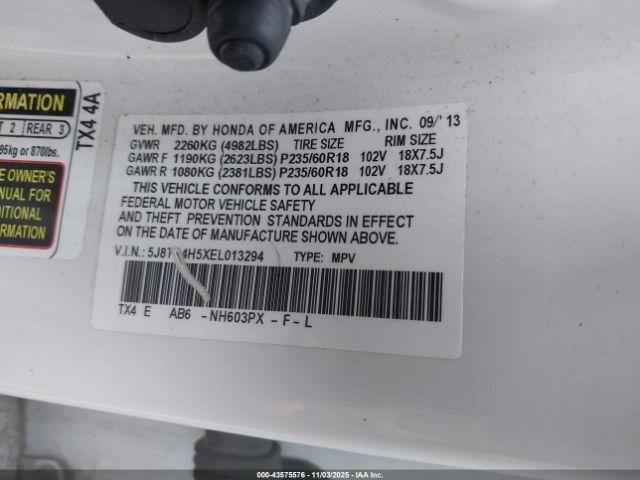 RMATION
T 2 REAR 3
95kg or 870lbs.
E OWNER'S
MANUAL FOR
DITIONAL
ORMATION
TX4 4A
VEH. MFD. BY HONDA OF AMERICA MFG., INC. 09/'13
GVWR 2260KG (4982LBS) TIRE SIZE RIM SIZE
GAWR F 1190KG (2623LBS) P235/60R18 102V 18X7.5J
GAWR R 1080KG (2381LBS) P235/60R18 102V 18X7.5J
THIS VEHICLE CONFORMS TO ALL APPLICABLE
FEDERAL MOTOR VEHICLE SAFETY
AND THEFT PREVENTION STANDARDS IN EFFECT
ON THE DATE OF MANUFACTURE SHOWN ABOVE.
V.I.N.: TYPE: MPV
TX4 E AB6 -NH603PX -F-L
000-43575576 - 11/03/2025 - IAA Inc.